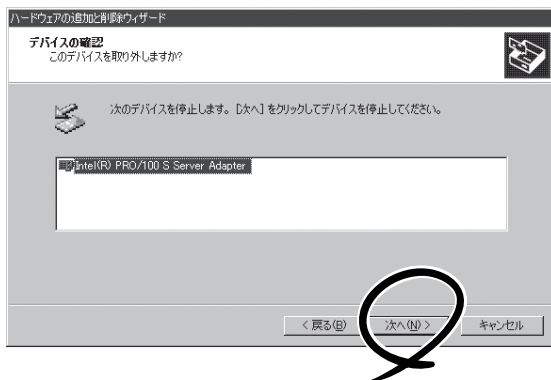 ハードウェアの追加と削除ウィザード
デバイスの確認
このデバイスを取り外しますか?
次のデバイスを停止します。[次へ] をクリックしてデバイスを停止してください。
Intel(R) PRO/100 S Server Adapter
< 戻る(B)
次へ(N) >
キャンセル